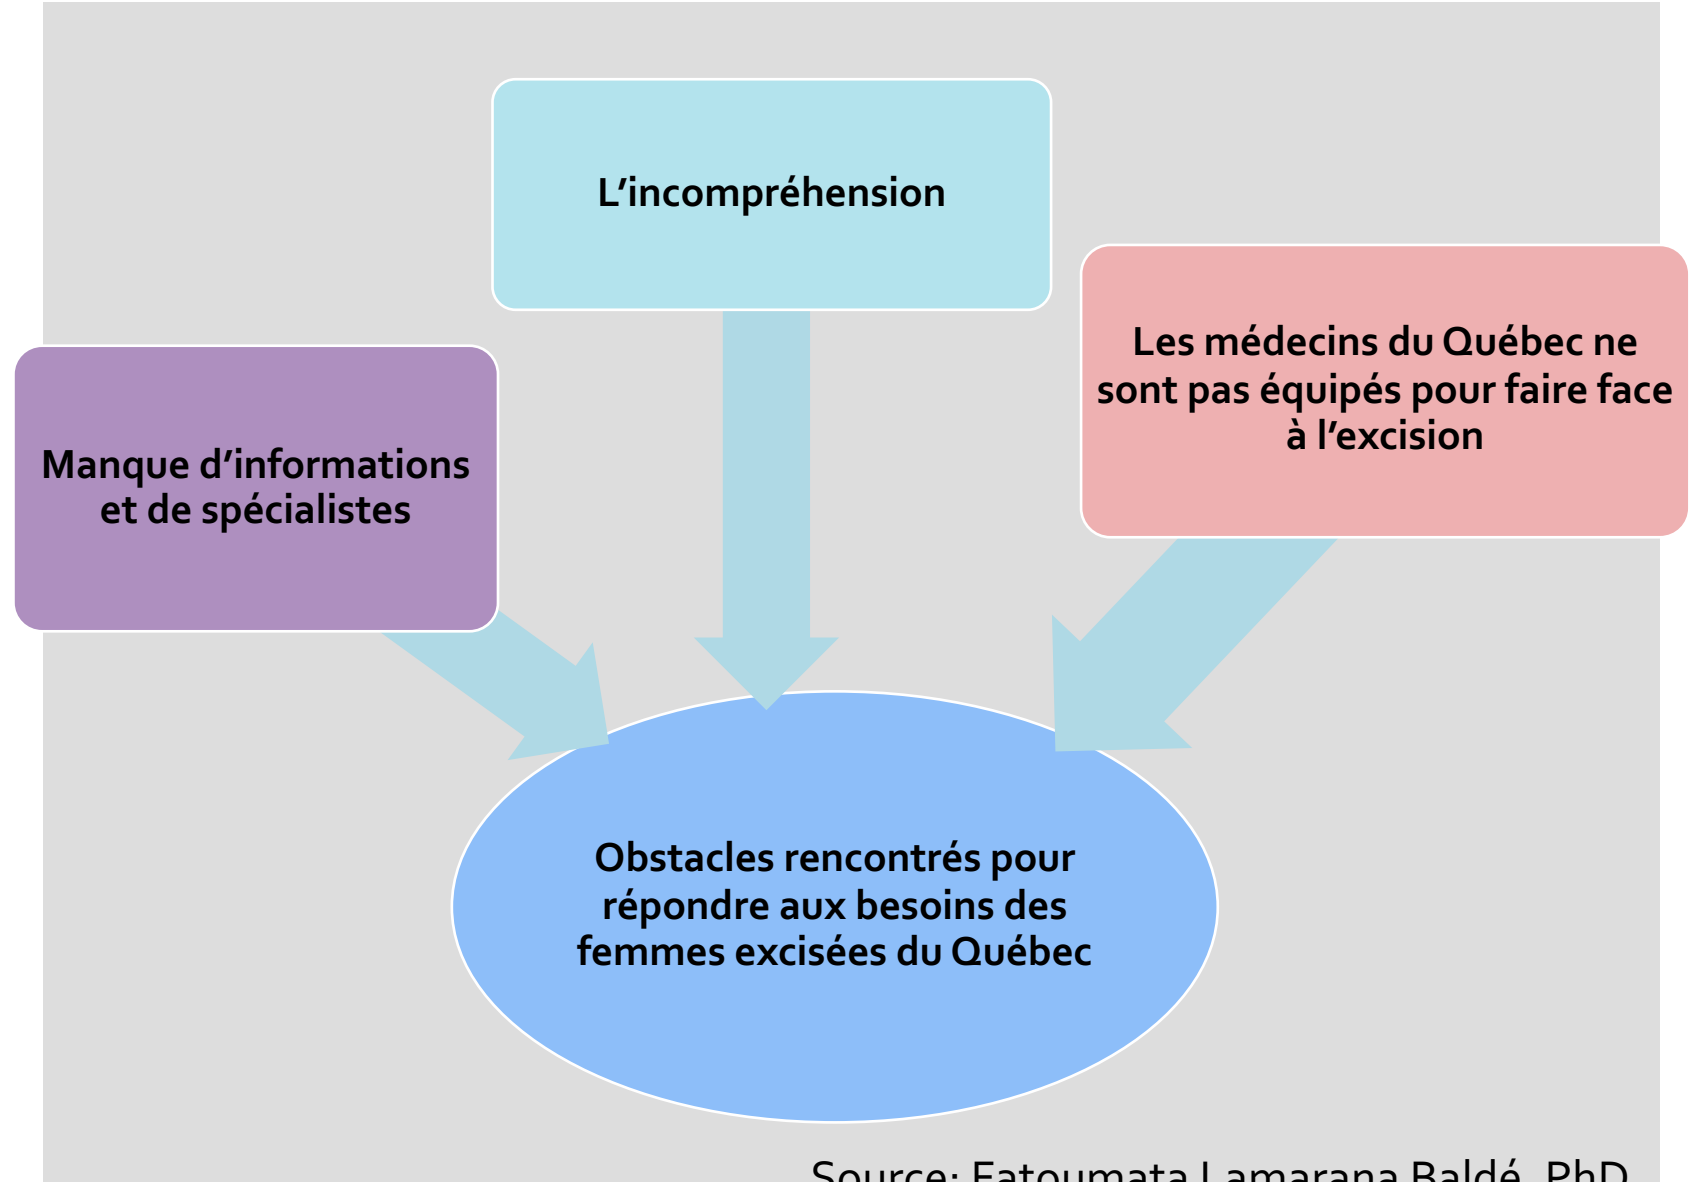 L’incompréhension
Les médecins du Québec ne
sont pas équipés pour faire face
à l’excision
Manque d’informations
et de spécialistes
Obstacles rencontrés pour
répondre aux besoins des
femmes excisées du Québec
Source: Fatoumata Lamarana Baldé, PhD